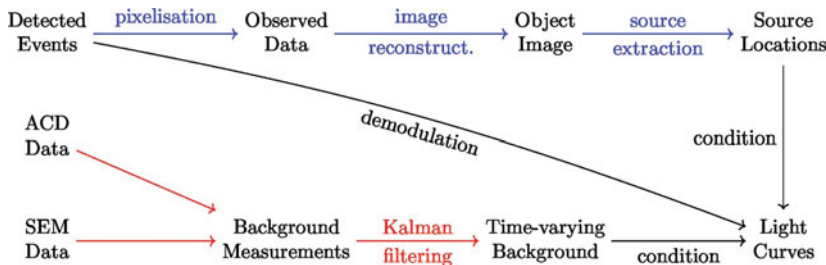 Detected Events
pixelisation
Observed Data
image reconstruct.
Object Image
source extraction
Source Locations
ACD Data
demodulation
condition
SEM Data
Background Measurements
Kalman filtering
Time-varying Background
condition
Light Curves